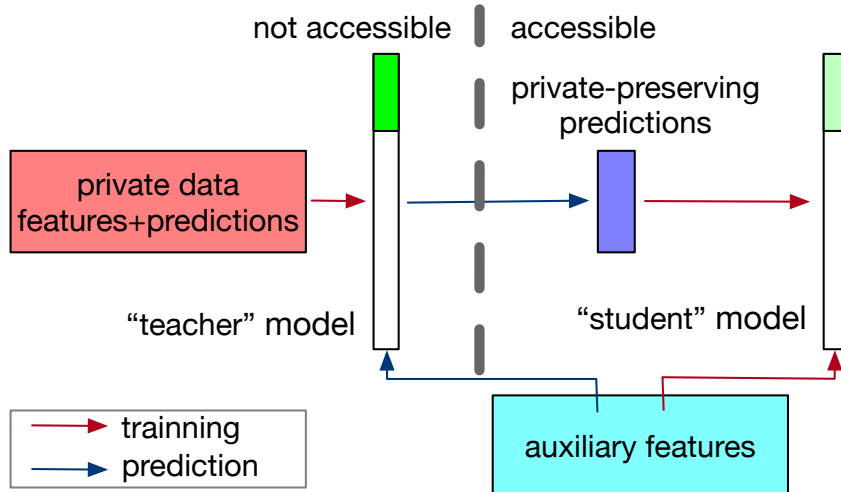 not accessible
accessible
private-preserving
predictions
private data
features+predictions
“teacher” model
“student” model
trainning
prediction
auxiliary features